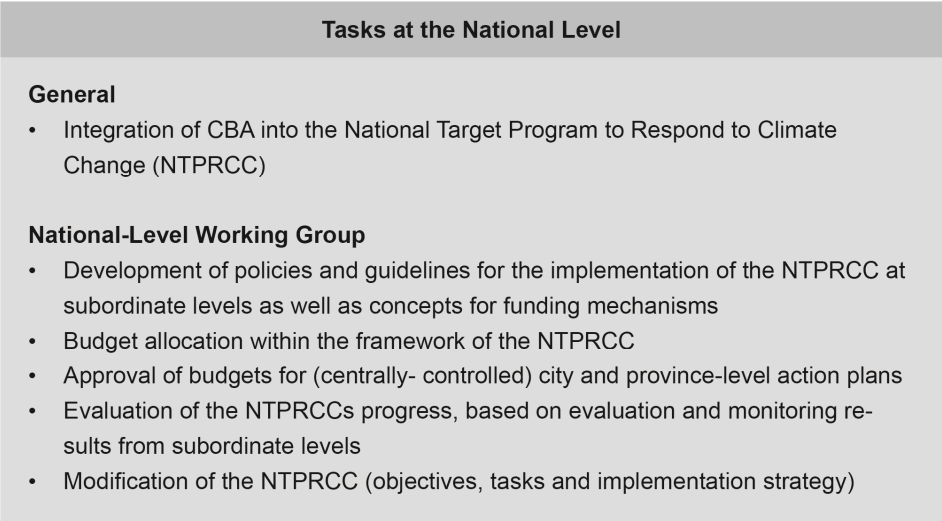 Tasks at the National Level
General
• Integration of CBA into the National Target Program to Respond to Climate
Change (NTPRCC)
National-Level Working Group
• Development of policies and guidelines for the implementation of the NTPRCC at
subordinate levels as well as concepts for funding mechanisms
• Budget allocation within the framework of the NTPRCC
• Approval of budgets for (centrally- controlled) city and province-level action plans
• Evaluation of the NTPRCCs progress, based on evaluation and monitoring re-
sults from subordinate levels
• Modification of the NTPRCC (objectives, tasks and implementation strategy)